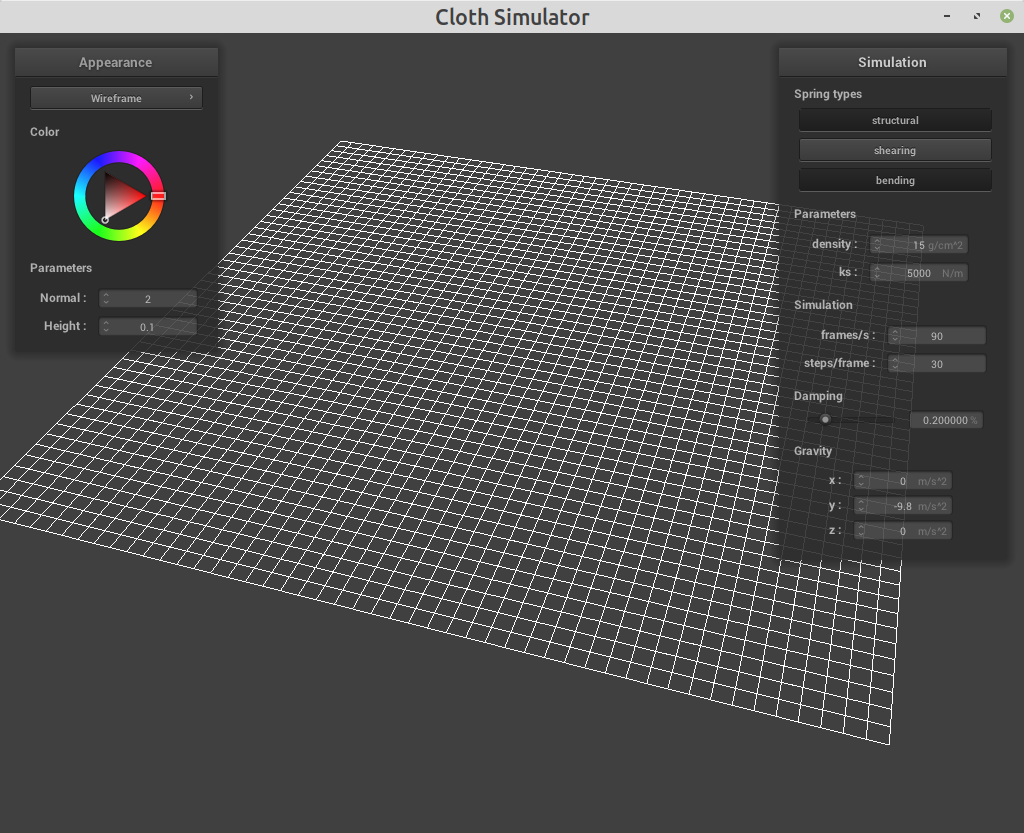 Cloth Simulator
Appearance
Wireframe
Color
Parameters
Normal : 2
Height : 0.1
Simulation
Spring types
structural
shearing
bending
Parameters
density : 15 g/cm^2
ks : 5000 N/m
Simulation
frames/s : 90
steps/frame : 30
Damping
0.200000 %
Gravity
x : 0 m/s^2
y : -9.8 m/s^2
z : 0 m/s^2